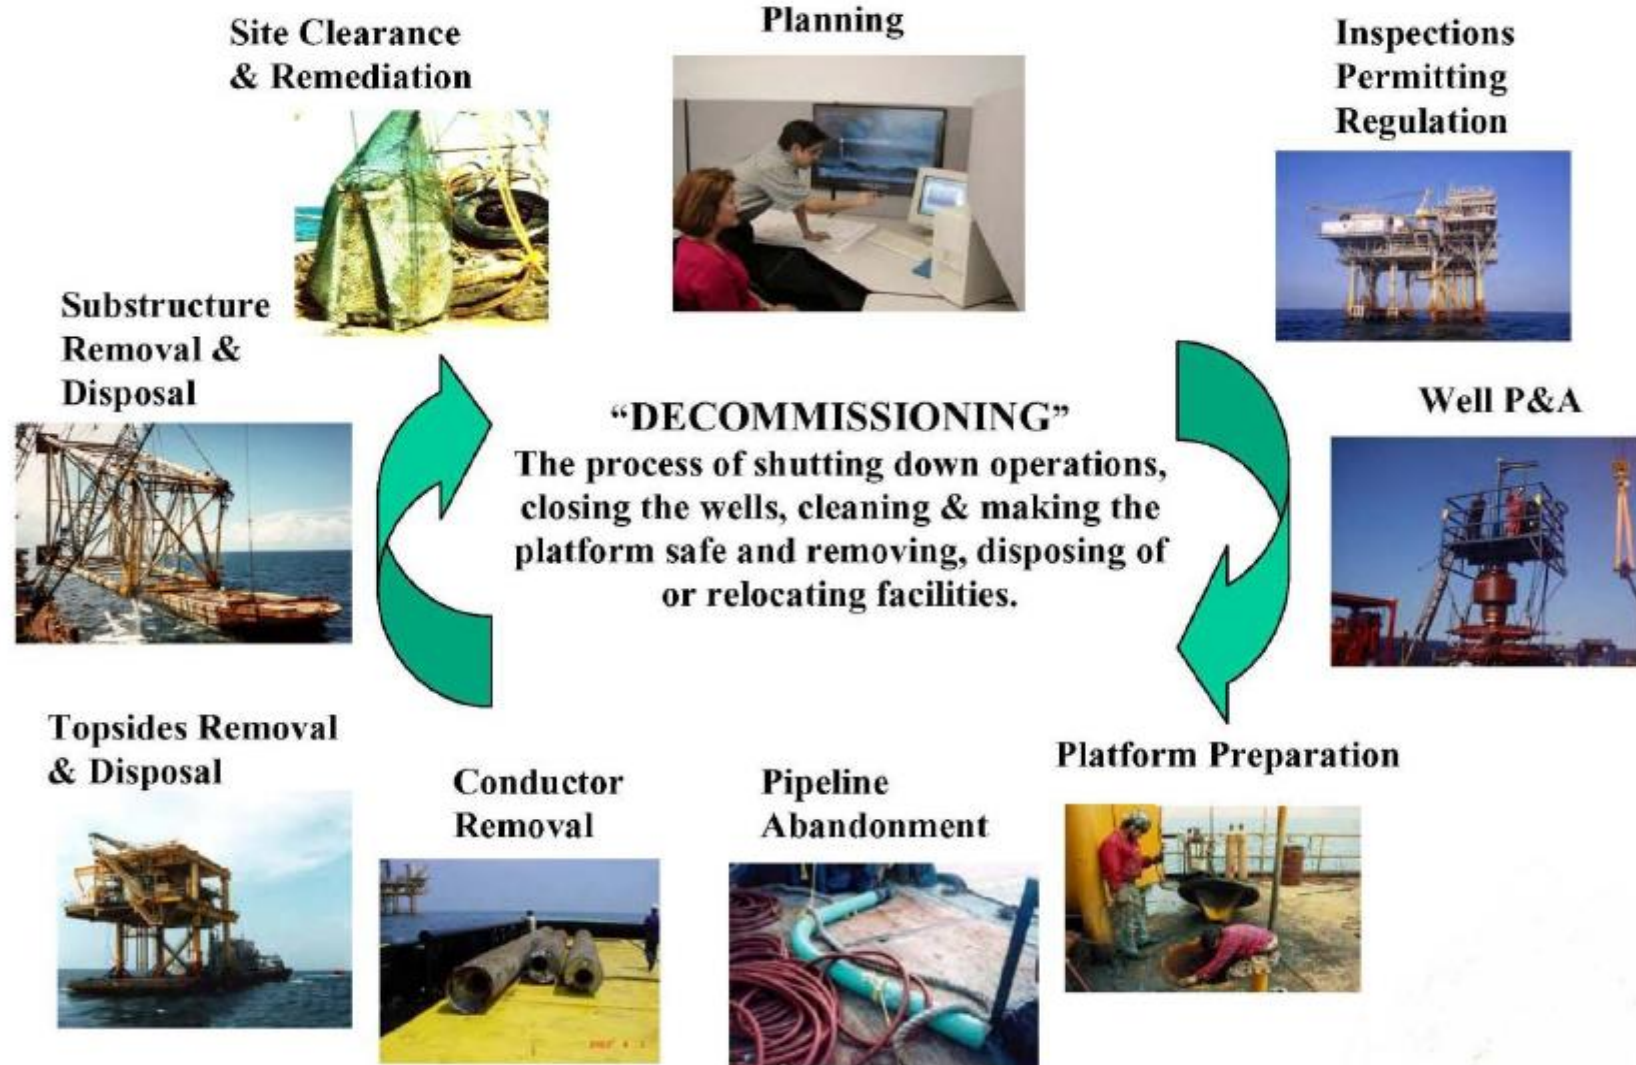 Planning
Inspections
Permitting
Regulation
Well P&A
Platform Preparation
Pipeline
Abandonment
Conductor
Removal
Topsides Removal
& Disposal
Substructure
Removal &
Disposal
Site Clearance
& Remediation
“DECOMMISSIONING”
The process of shutting down operations,
closing the wells, cleaning & making the
platform safe and removing, disposing of
or relocating facilities.